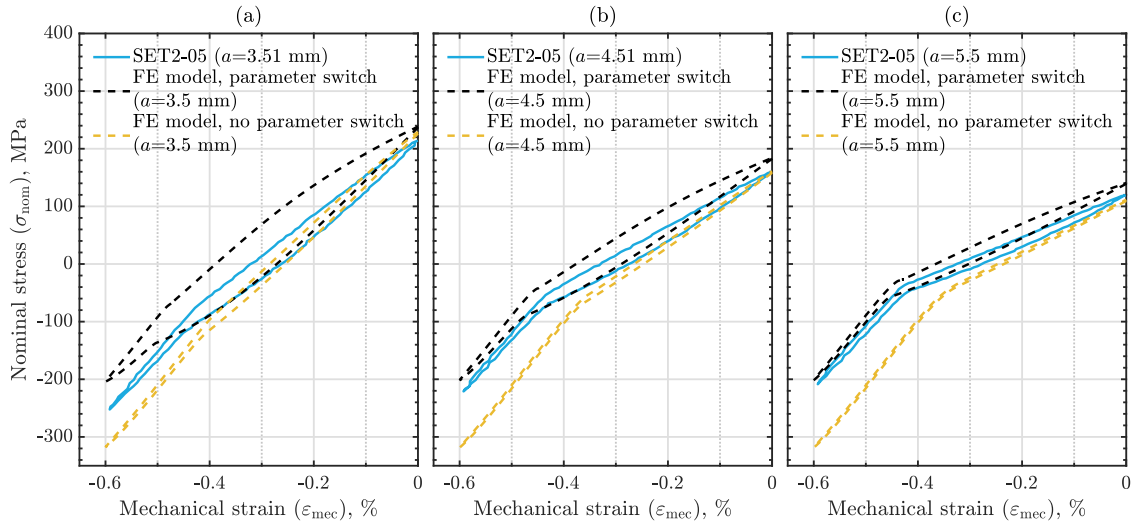 (a)
(b)
(c)
Nominal stress (σnom), MPa
400
300
200
100
0
-100
-200
-300
SET2-05 (a=3.51 mm)
FE model, parameter switch
(a=3.5 mm)
FE model, no parameter switch
(a=3.5 mm)
-0.6
-0.4
-0.2
0
Mechanical strain (εmec), %
SET2-05 (a=4.51 mm)
FE model, parameter switch
(a=4.5 mm)
FE model, no parameter switch
(a=4.5 mm)
-0.6
-0.4
-0.2
0
Mechanical strain (εmec), %
SET2-05 (a=5.5 mm)
FE model, parameter switch
(a=5.5 mm)
FE model, no parameter switch
(a=5.5 mm)
-0.6
-0.4
-0.2
0
Mechanical strain (εmec), %